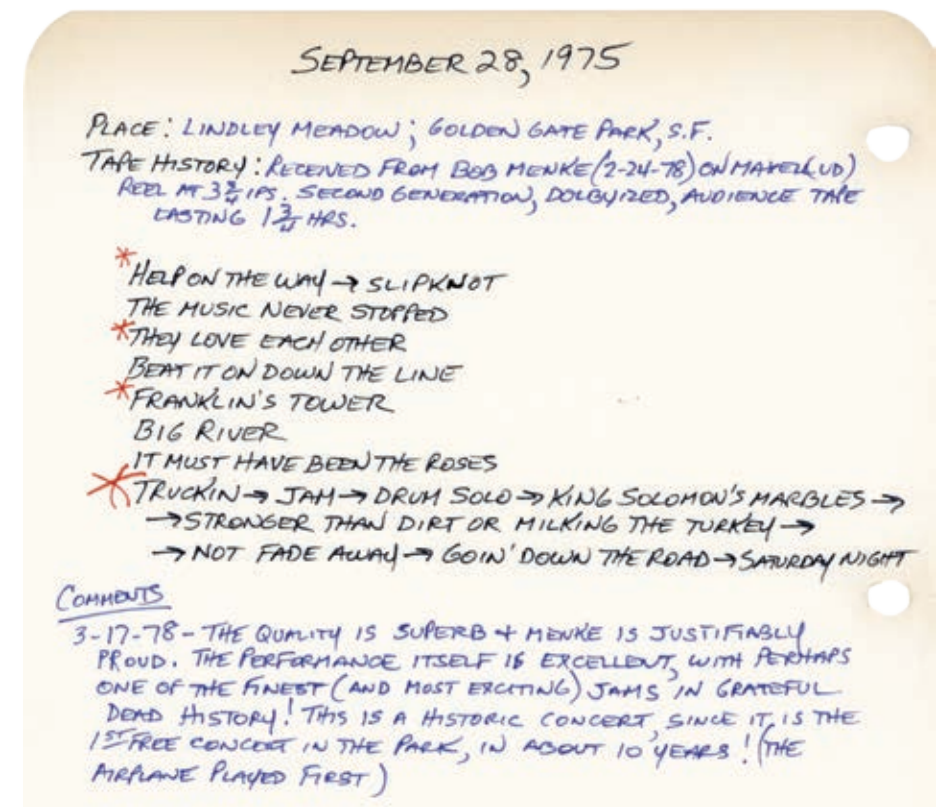 SEPTEMBER 28, 1975
PLACE: LINDLEY MEADOW; GOLDEN GATE PARK, S.F.
TAPE HISTORY: RECEIVED FROM BOB MENKE (2-24-78) ON MAXELL UD)
REEL AT 3 3/4 IPS. SECOND GENERATION, DOLBYIZED, AUDIENCE TAPE
LASTING 1 3/4 HRS.
* HELP ON THE WAY → SLIPKNOT
THE MUSIC NEVER STOPPED
* THEY LOVE EACH OTHER
BEAT IT ON DOWN THE LINE
* FRANKLIN'S TOWER
BIG RIVER
IT MUST HAVE BEEN THE ROSES
* TRUCKIN → JAM → DRUM SOLO → KING SOLOMON'S MARBLES →
→ STRONGER THAN DIRT OR MILKING THE TURKEY →
→ NOT FADE AWAY → GOIN' DOWN THE ROAD → SATURDAY NIGHT
COMMENTS
3-17-78 - THE QUALITY IS SUPERB + MENKE IS JUSTIFIABLY
PROUD. THE PERFORMANCE ITSELF IS EXCELLENT, WITH PERHAPS
ONE OF THE FINEST (AND MOST EXCITING) JAMS IN GRATEFUL
DEAD HISTORY! THIS IS A HISTORIC CONCERT, SINCE IT IS THE
1ST FREE CONCERT IN THE PARK, IN ABOUT 10 YEARS! (THE
AIRPLANE PLAYED FIRST)